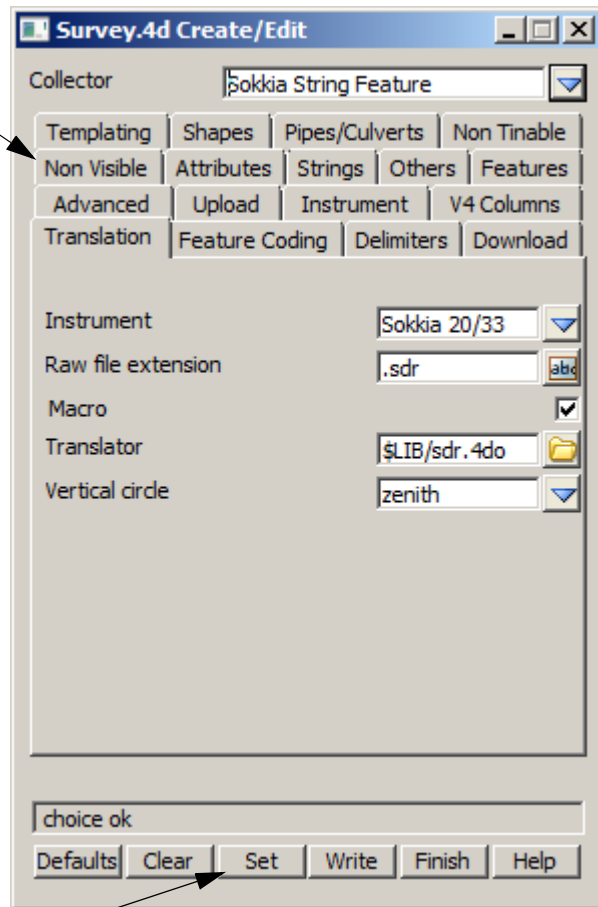 Survey.4d Create/Edit
Collector Sokkia String Feature
Templating Shapes Pipes/Culverts Non Tinable
Non Visible Attributes Strings Others Features
Advanced Upload Instrument V4 Columns
Translation Feature Coding Delimiters Download
Instrument Sokkia 20/33
Raw file extension .sdr abc
Macro
Translator $LIB/sdr.4do
Vertical circle zenith
choice ok
Defaults Clear Set Write Finish Help